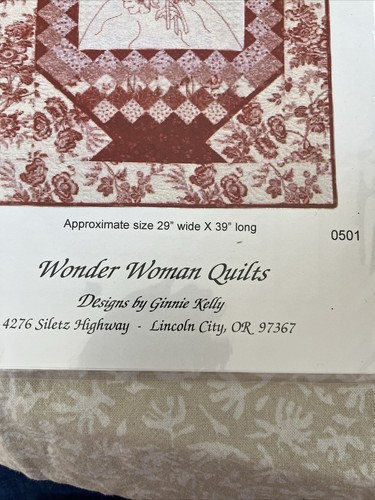 Approximate size 29" wide X 39" long
0501
Wonder Woman Quilts
Designs by Ginnie Kelly
4276 Siletz Highway - Lincoln City, OR 97367